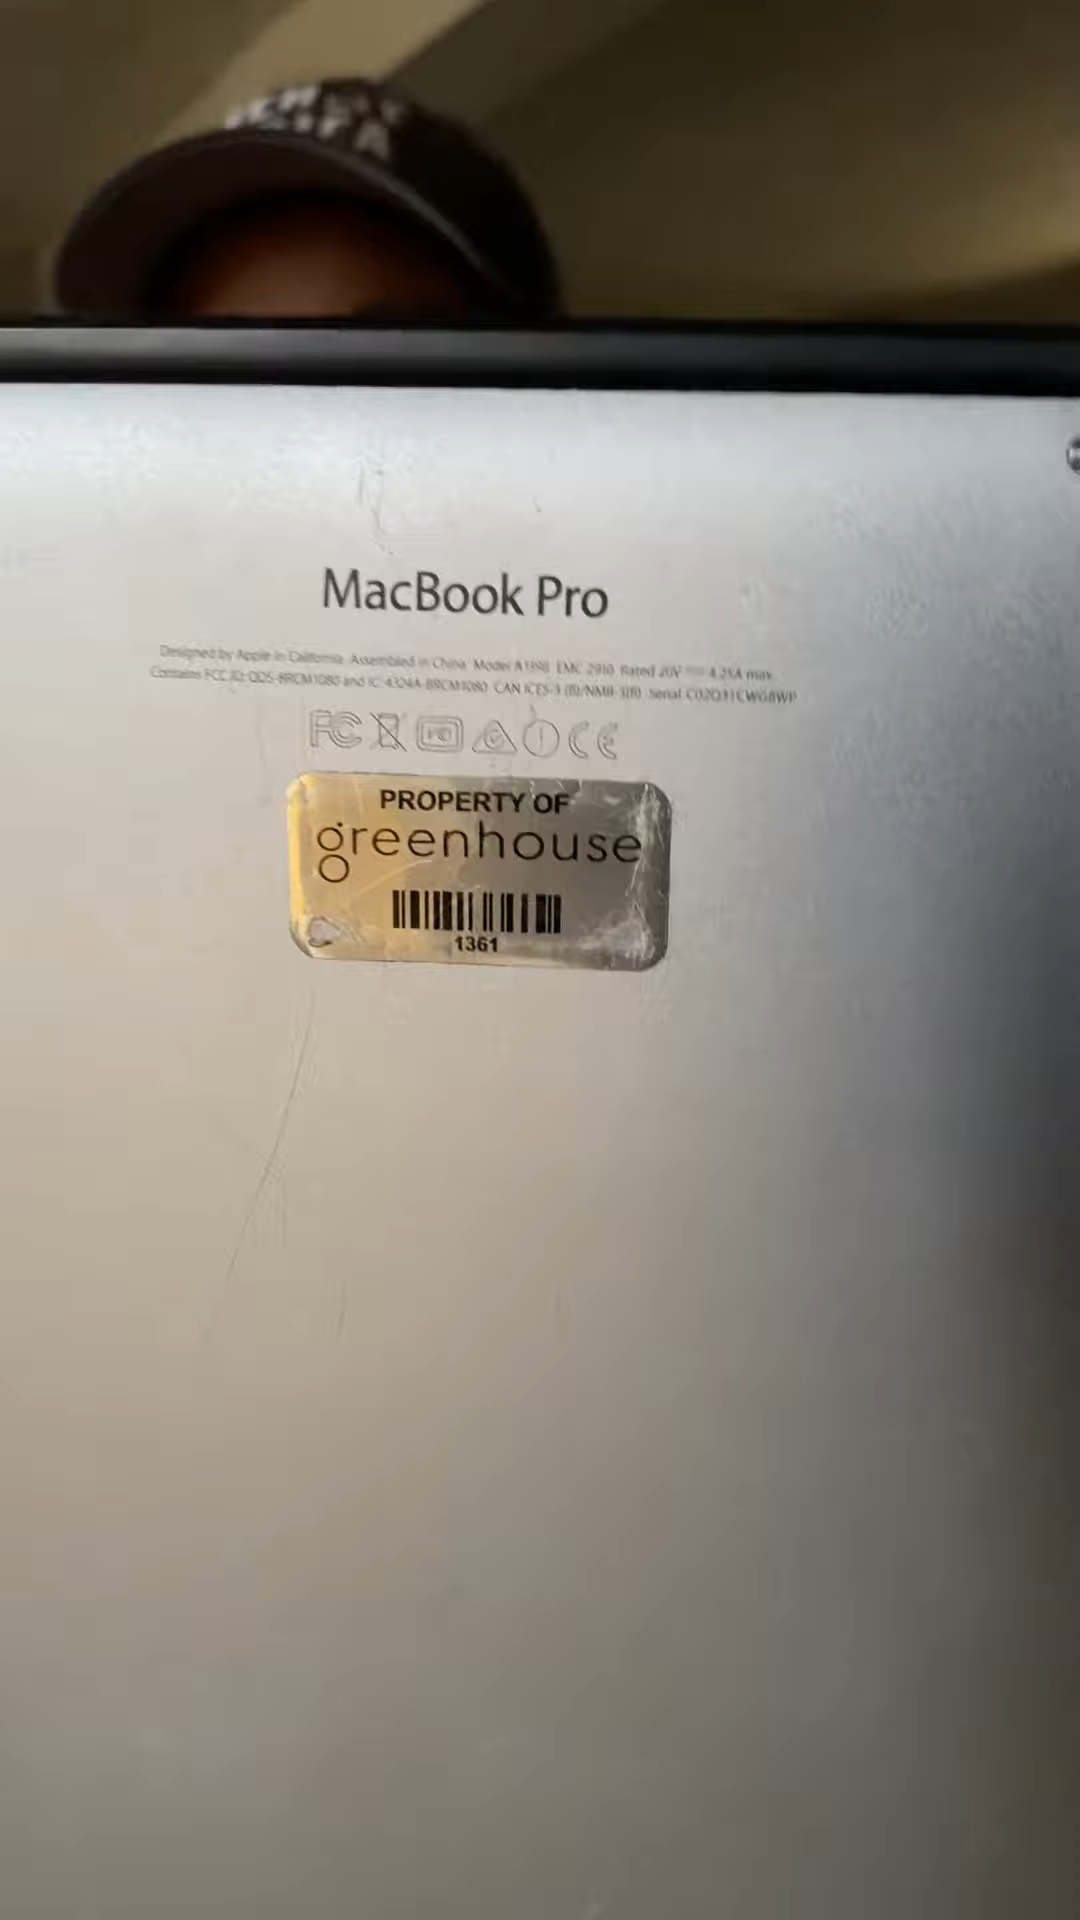 MacBook Pro
Designed by Apple in California Assembled in China Model A1398 EMC 2910 Rated 20V 4.25A max.
Contains FCC ID: QDS-BRCM1080 and IC: 4324A-BRCM1080 CAN ICES-3 (B)/NMB-3(B) Serial
FC CE
PROPERTY OF
greenhouse
1361